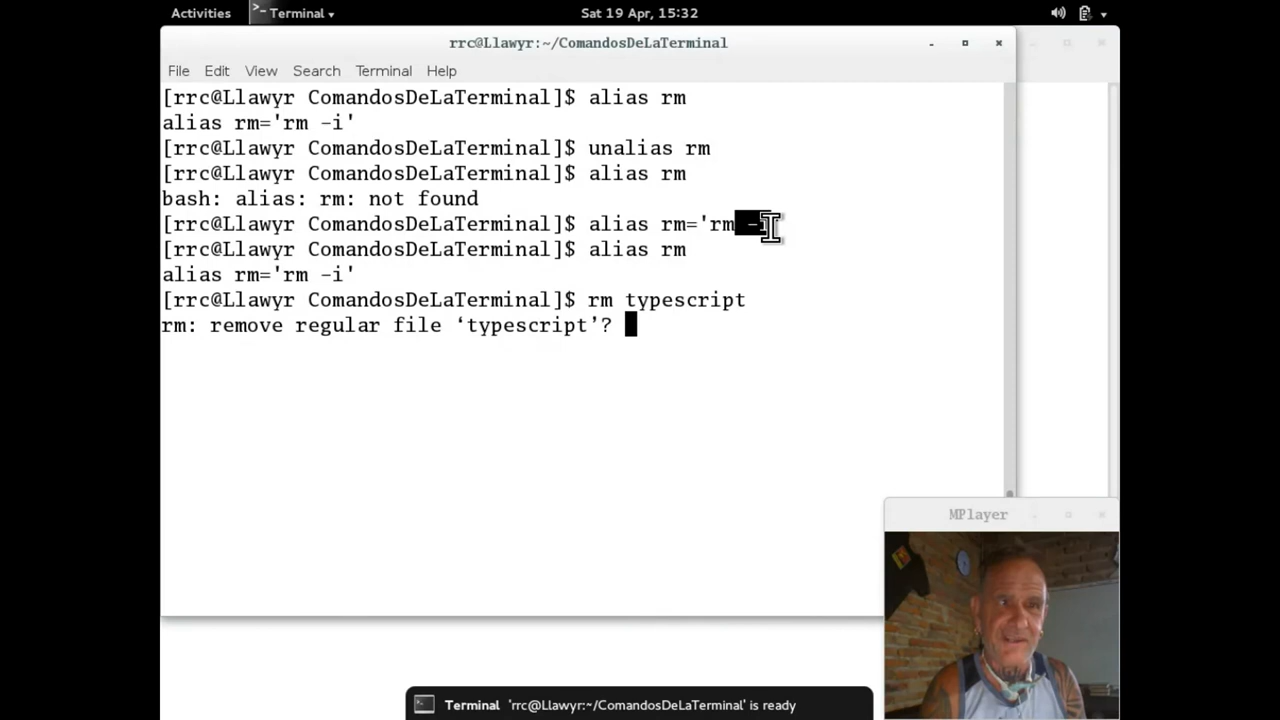 Activities
Terminal
Sat 19 Apr, 15:32
rrc@Llawyr:~/ComandosDeLaTerminal
File Edit View Search Terminal Help
[rrc@Llawyr ComandosDeLaTerminal]$ alias rm
alias rm='rm -i'
[rrc@Llawyr ComandosDeLaTerminal]$ unalias rm
[rrc@Llawyr ComandosDeLaTerminal]$ alias rm
bash: alias: rm: not found
[rrc@Llawyr ComandosDeLaTerminal]$ alias rm='rm -i
[rrc@Llawyr ComandosDeLaTerminal]$ alias rm
alias rm='rm -i'
[rrc@Llawyr ComandosDeLaTerminal]$ rm typescript
rm: remove regular file ‘typescript’?
MPlayer
Terminal 'rrc@Llawyr:~/ComandosDeLaTerminal' is ready